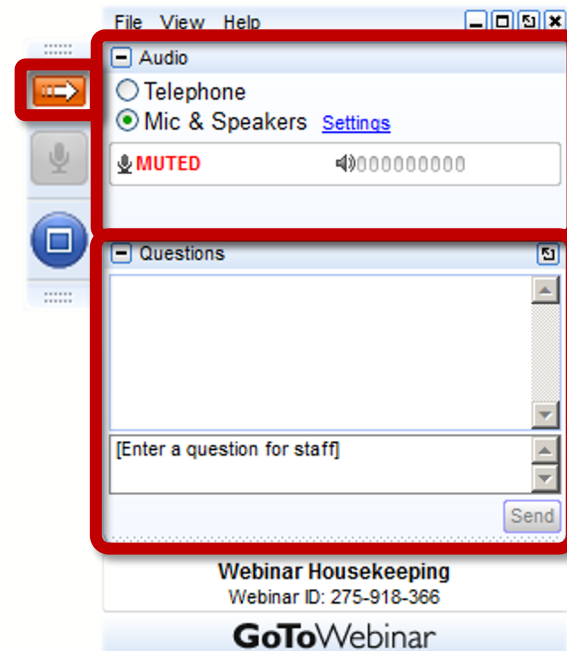 File View Help
Audio
Telephone
Mic & Speakers Settings
MUTED 000000000
Questions
[Enter a question for staff]
Send
Webinar Housekeeping
Webinar ID: 275-918-366
GoToWebinar